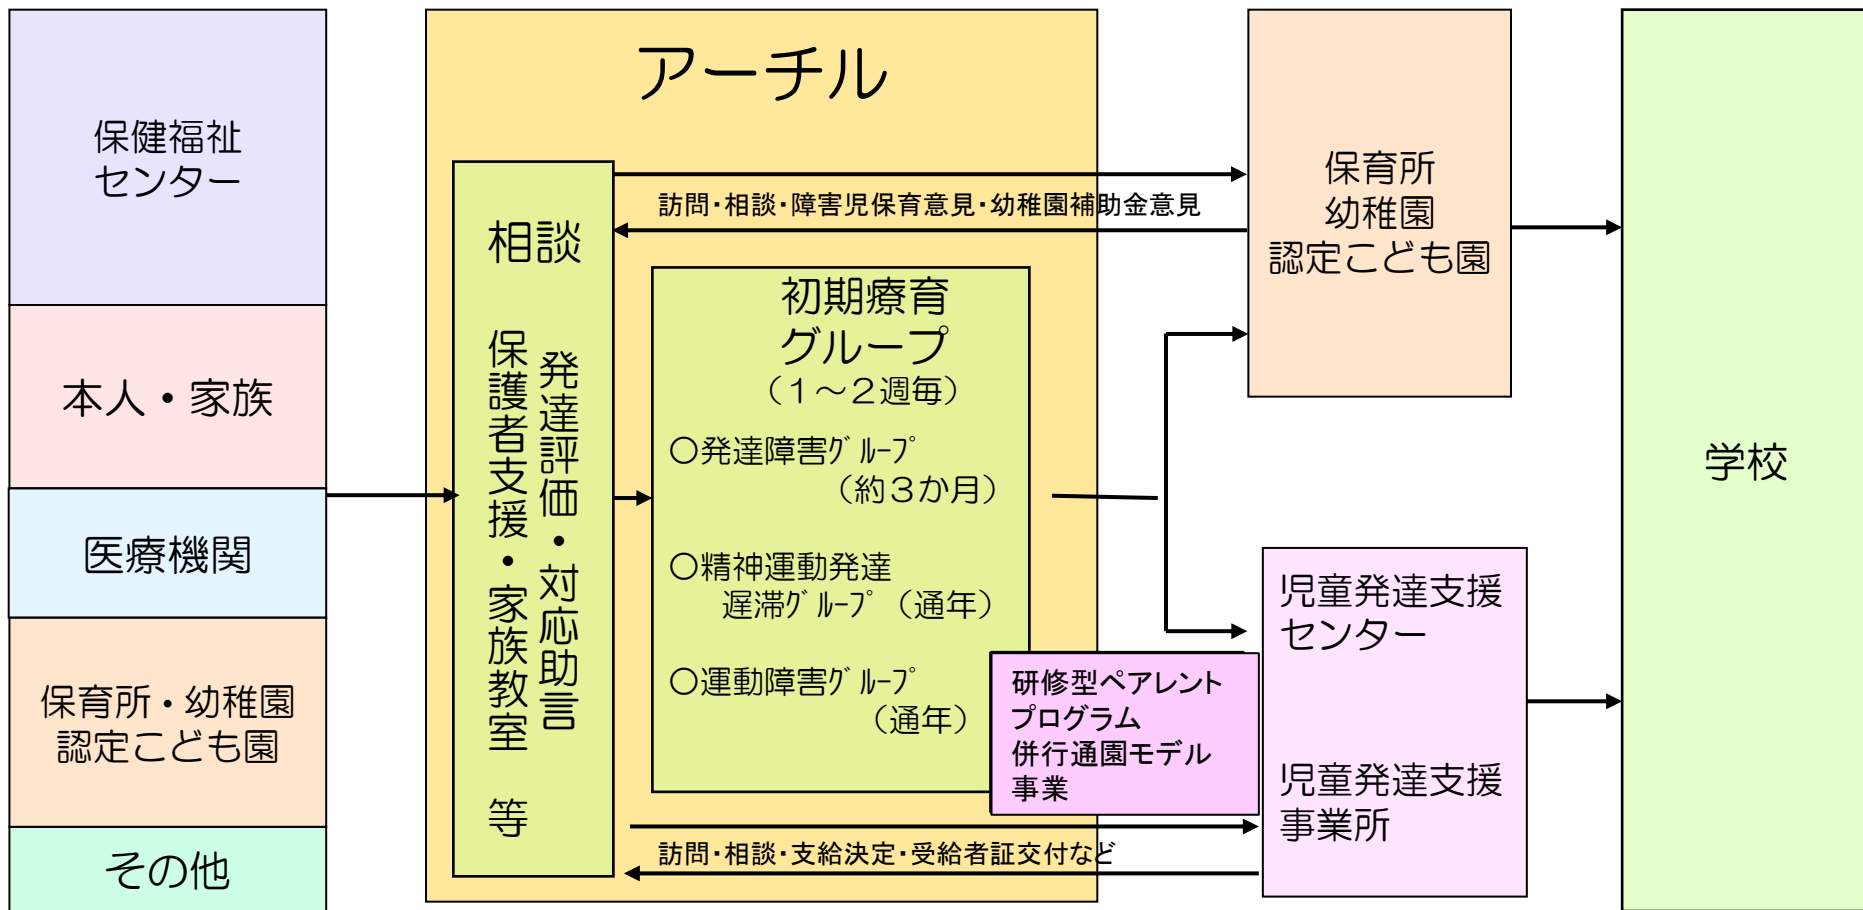 保健福祉
センター
本人・家族
医療機関
保育所・幼稚園
認定こども園
その他
アーチル
相談
発達評価・対応助言
保護者支援・家族教室 等
訪問・相談・障害児保育意見・幼稚園補助金意見
初期療育
グループ
（１～２週毎）
○発達障害ｸﾞﾙｰﾌﾟ
（約３か月）
○精神運動発達
遅滞ｸﾞﾙｰﾌﾟ（通年）
○運動障害ｸﾞﾙｰﾌﾟ
（通年）
研修型ペアレント
プログラム
併行通園モデル
事業
訪問・相談・支給決定・受給者証交付など
保育所
幼稚園
認定こども園
児童発達支援
センター
児童発達支援
事業所
学校